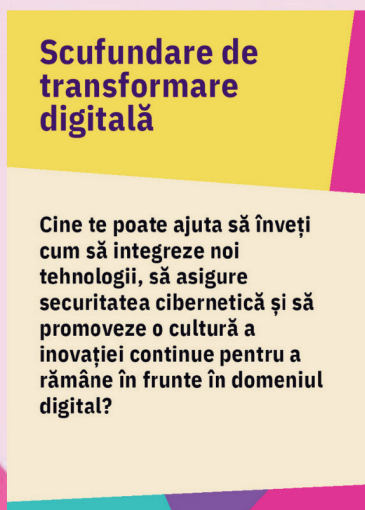 Scufundare de
transformare
digitală
Cine te poate ajuta să înveți
cum să integreze noi
tehnologii, să asigure
securitatea cibernetică și să
promoveze o cultură a
inovației continue pentru a
rămâne în frunte în domeniul
digital?